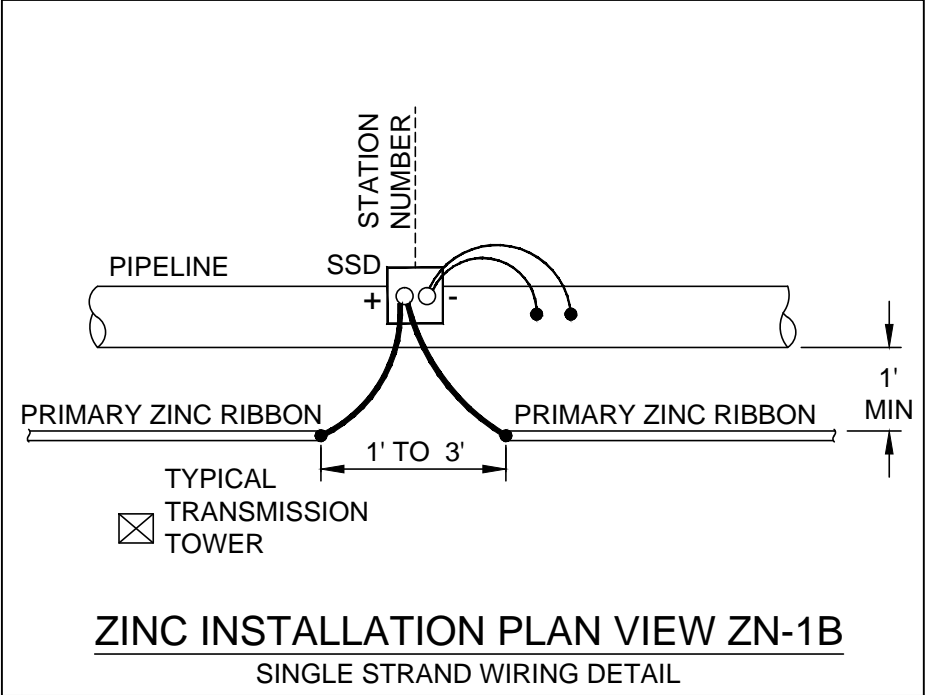 STATION
NUMBER
PIPELINE
SSD
+
-
1'
MIN
PRIMARY ZINC RIBBON
PRIMARY ZINC RIBBON
1' TO 3'
TYPICAL
TRANSMISSION
TOWER
ZINC INSTALLATION PLAN VIEW ZN-1B
SINGLE STRAND WIRING DETAIL